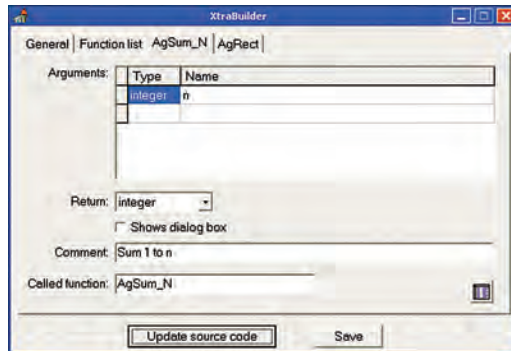 XtraBuilder
General Function list AgSum_N AgRect
Arguments: Type Name
integer n
Return: integer
Shows dialog box
Comment: Sum 1 to n
Called function: AgSum_N
Update source code Save